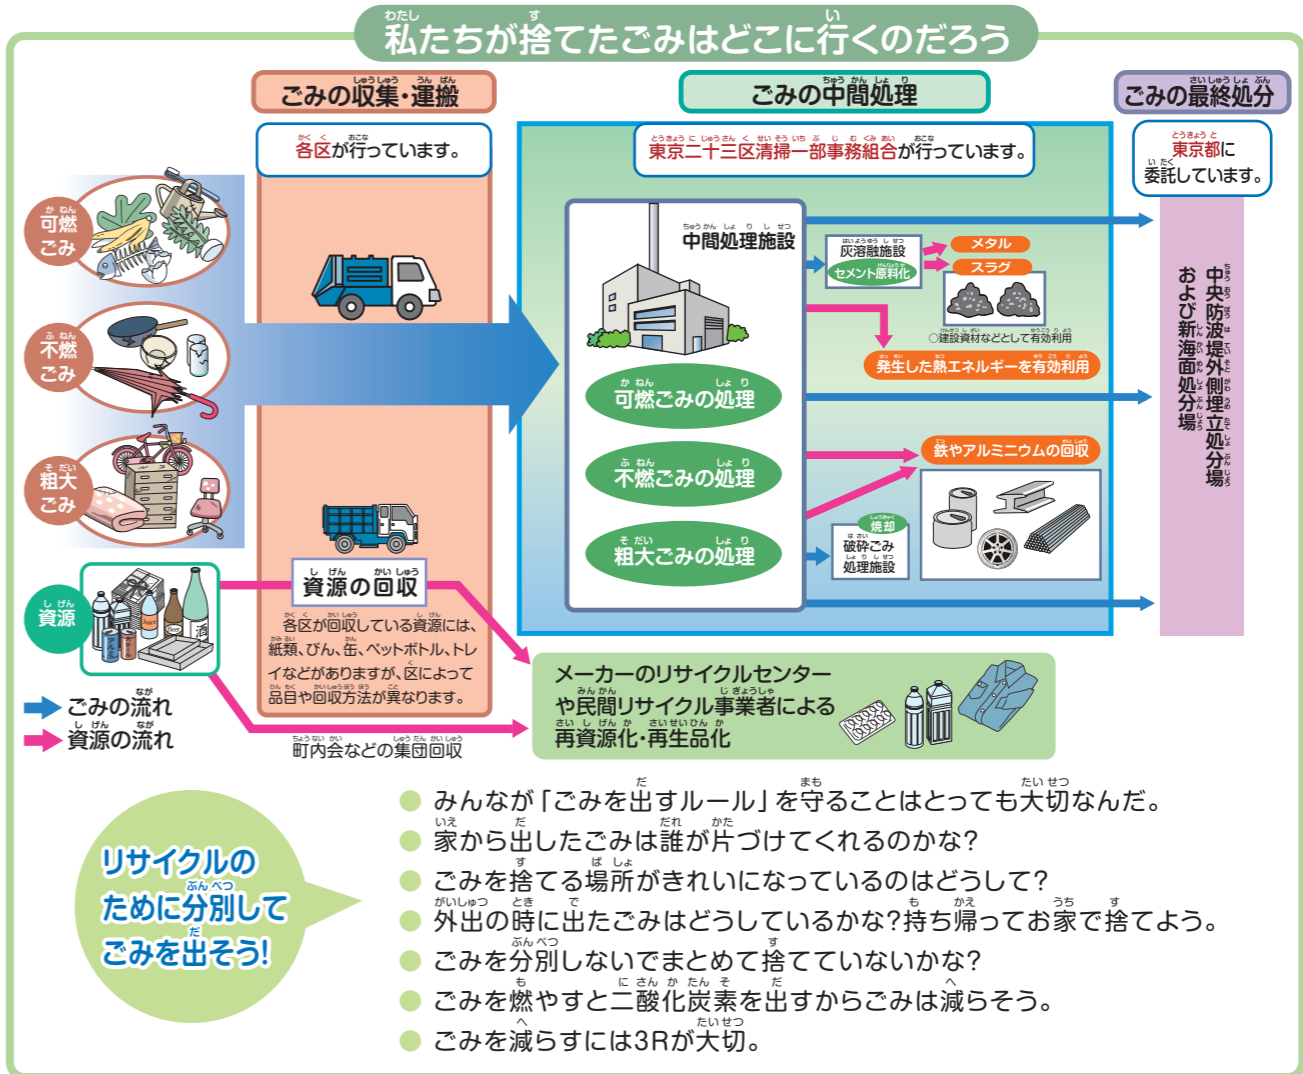 私たちが捨てたごみはどこに行くのだろう
ごみの収集・運搬
ごみの中間処理
ごみの最終処分
各区が行っています。
東京二十三区清掃一部事務組合が行っています。
東京都に
委託しています。
可燃
ごみ
不燃
ごみ
粗大
ごみ
資源
資源の回収
各区が回収している資源には、
紙類、びん、缶、ペットボトル、トレ
イなどがありますが、区によって
品目や回収方法が異なります。
町内会などの集団回収
ごみの流れ
資源の流れ
中間処理施設
可燃ごみの処理
不燃ごみの処理
粗大ごみの処理
灰溶融施設
セメント原料化
メタル
スラグ
○建設資材などとして有効利用
発生した熱エネルギーを有効利用
鉄やアルミニウムの回収
焼却
破砕ごみ
処理施設
中央防波堤外側埋立処分場
および新海面処分場
メーカーのリサイクルセンター
や民間リサイクル事業者による
再資源化・再生品化
Juice
Beer
酒
リサイクルの
ために分別して
ごみを出そう!
● みんなが「ごみを出すルール」を守ることはとっても大切なんだ。
● 家から出したごみは誰が片づけてくれるのかな?
● ごみを捨てる場所がきれいになっているのはどうして?
● 外出の時に出たごみはどうしているかな?持ち帰ってお家で捨てよう。
● ごみを分別しないでまとめて捨てていないかな?
● ごみを燃やすと二酸化炭素を出すからごみは減らそう。
● ごみを減らすには3Rが大切。